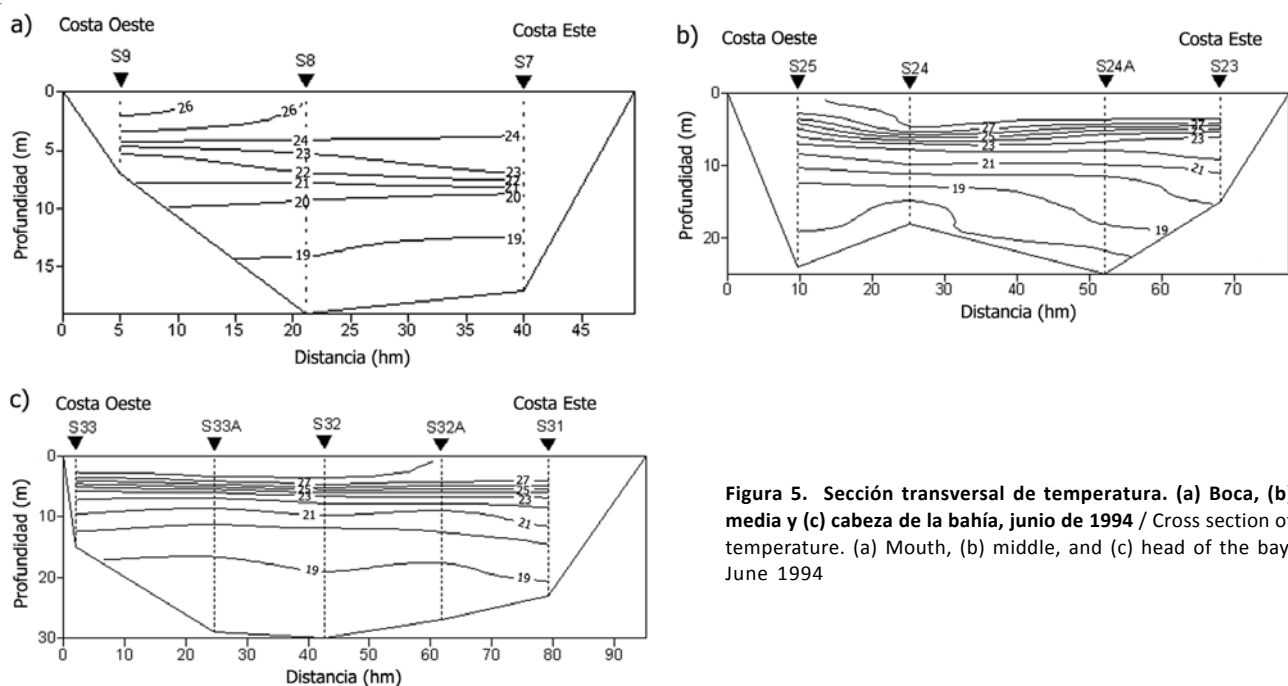 a)
Costa Oeste
Costa Este
S9
S8
S7
0
5
10
15
Profundidad (m)
26
26
24
24
23
23
22
22
21
21
20
20
19
19
0 5 10 15 20 25 30 35 40 45
Distancia (hm)
b)
Costa Oeste
Costa Este
S25
S24
S24A
S23
0
10
20
Profundidad (m)
27
27
25
25
23
23
21
21
19
19
0 10 20 30 40 50 60 70
Distancia (hm)
c)
Costa Oeste
Costa Este
S33
S33A
S32
S32A
S31
0
10
20
30
Profundidad (m)
27
27
25
25
23
23
21
21
19
19
0 10 20 30 40 50 60 70 80 90
Distancia (hm)
Figura 5. Sección transversal de temperatura. (a) Boca, (b)
media y (c) cabeza de la bahía, junio de 1994 / Cross section of
temperature. (a) Mouth, (b) middle, and (c) head of the bay
June 1994